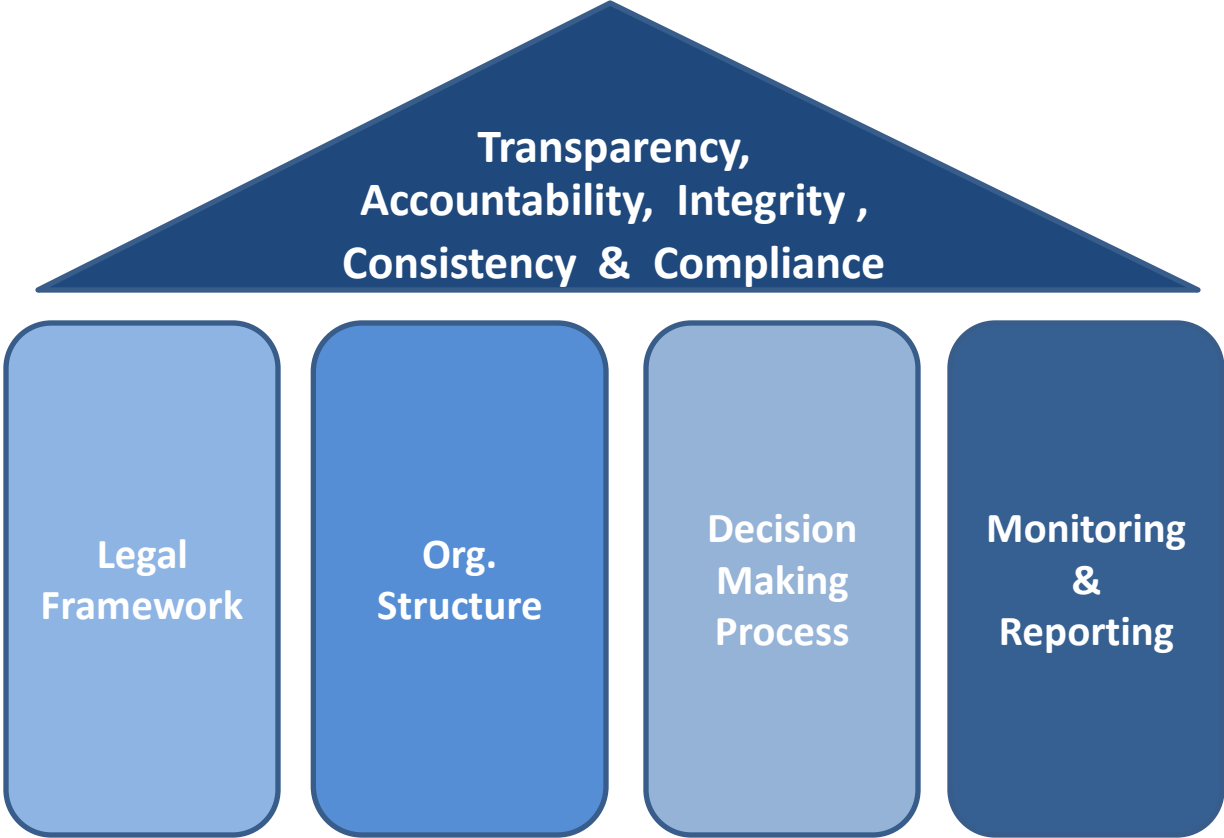 Transparency,
Accountability, Integrity ,
Consistency & Compliance
Legal
Framework
Org.
Structure
Decision
Making
Process
Monitoring
&
Reporting